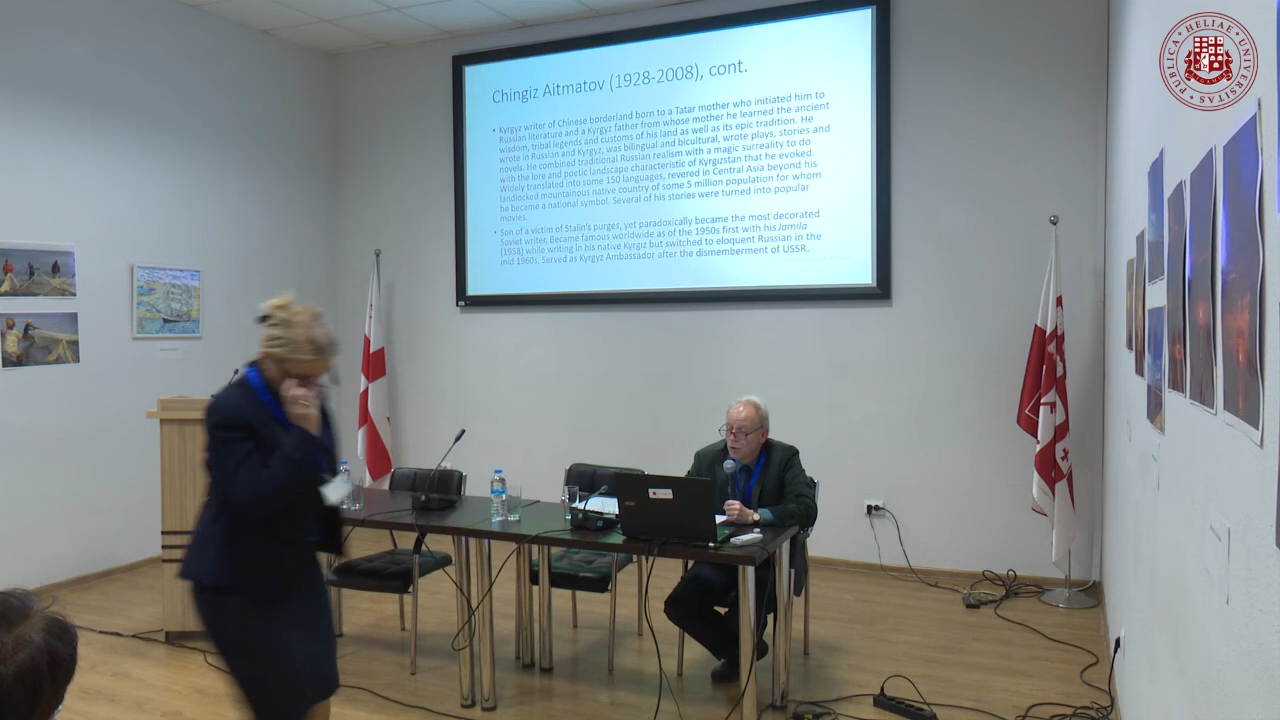 Chingiz Aitmatov (1928-2008), cont.
• Kyrgyz writer of Chinese borderland born to a Tatar mother who initiated him to
Russian literature and a Kyrgyz father from whose mother he learned the ancient
wisdom, tribal legends and customs of his land as well as its epic tradition. He
wrote in Russian and Kyrgyz, was bilingual and bicultural, wrote plays, stories and
novels. He combined traditional Russian realism with a magic surreality to do
with the lore and poetic landscape characteristic of Kyrgızstan that he evoked.
Widely translated into some 150 languages, revered in Central Asia beyond his
landlocked mountainous native country of some 5 million population for whom
he became a national symbol. Several of his stories were turned into popular
movies.
• Son of a victim of Stalin's purges, yet paradoxically became the most decorated
Soviet writer. Became famous worldwide as of the 1950s first with his Jamila
(1958) while writing in his native Kyrgız but switched to eloquent Russian in the
mid 1960s. Served as Kyrgyz Ambassador after the dismemberment of USSR.
PUBLICA HELIAE UNIVERSITAS